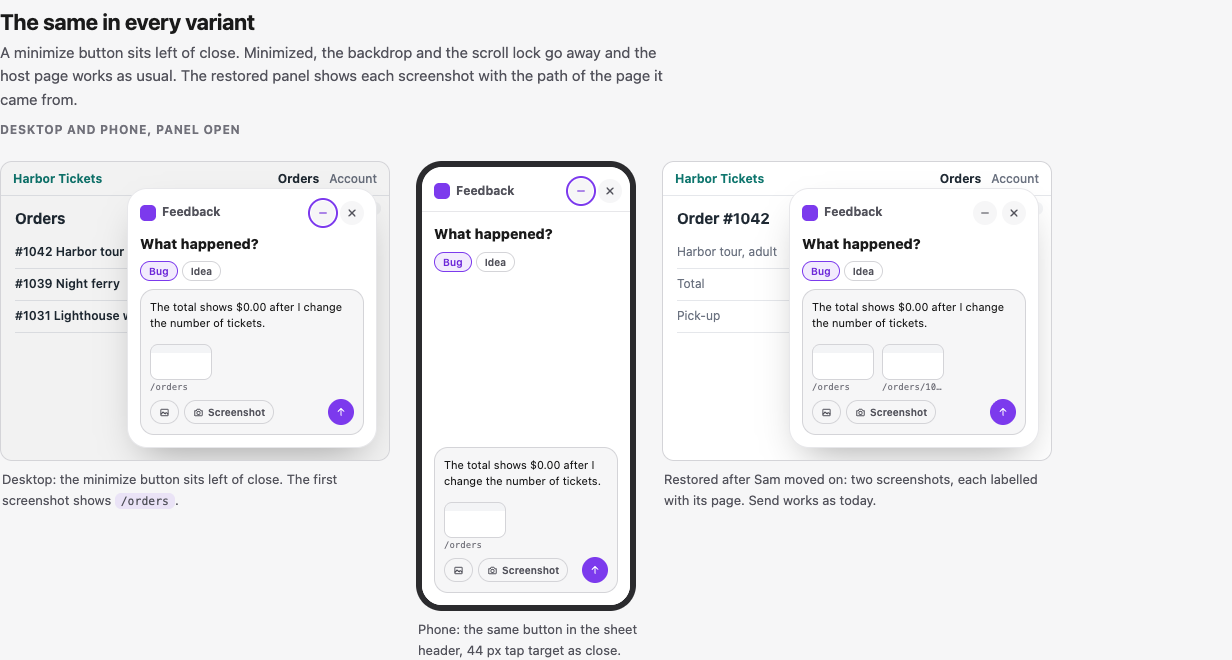 The same in every variant
A minimize button sits left of close. Minimized, the backdrop and the scroll lock go away and the
host page works as usual. The restored panel shows each screenshot with the path of the page it
came from.
DESKTOP AND PHONE, PANEL OPEN
Harbor Tickets
Orders Account
Orders
#1042 Harbor tour
#1039 Night ferry
#1031 Lighthouse
Feedback
What happened?
Bug Idea
The total shows $0.00 after I change
the number of tickets.
/orders
Screenshot
Desktop: the minimize button sits left of close. The first
screenshot shows /orders.
Feedback
What happened?
Bug Idea
The total shows $0.00 after I
change the number of tickets.
/orders
Screenshot
Phone: the same button in the sheet
header, 44 px tap target as close.
Harbor Tickets
Orders Account
Order #1042
Harbor tour, adult
Total
Pick-up
Feedback
What happened?
Bug Idea
The total shows $0.00 after I change
the number of tickets.
/orders /orders/10…
Screenshot
Restored after Sam moved on: two screenshots, each labelled
with its page. Send works as today.